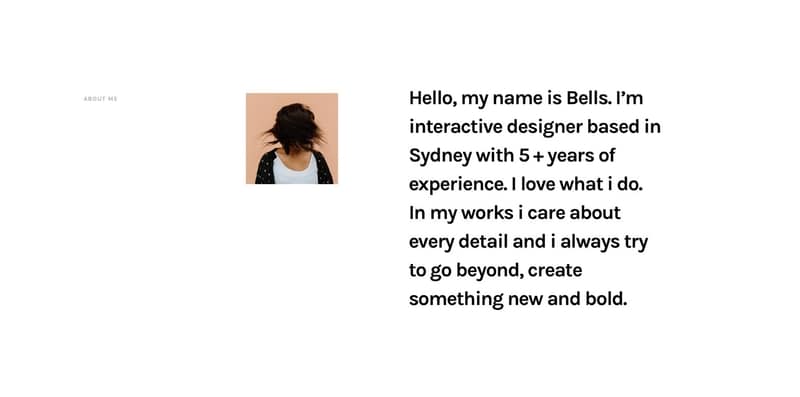 ABOUT ME
Hello, my name is Bells. I’m
interactive designer based in
Sydney with 5 + years of
experience. I love what i do.
In my works i care about
every detail and i always try
to go beyond, create
something new and bold.